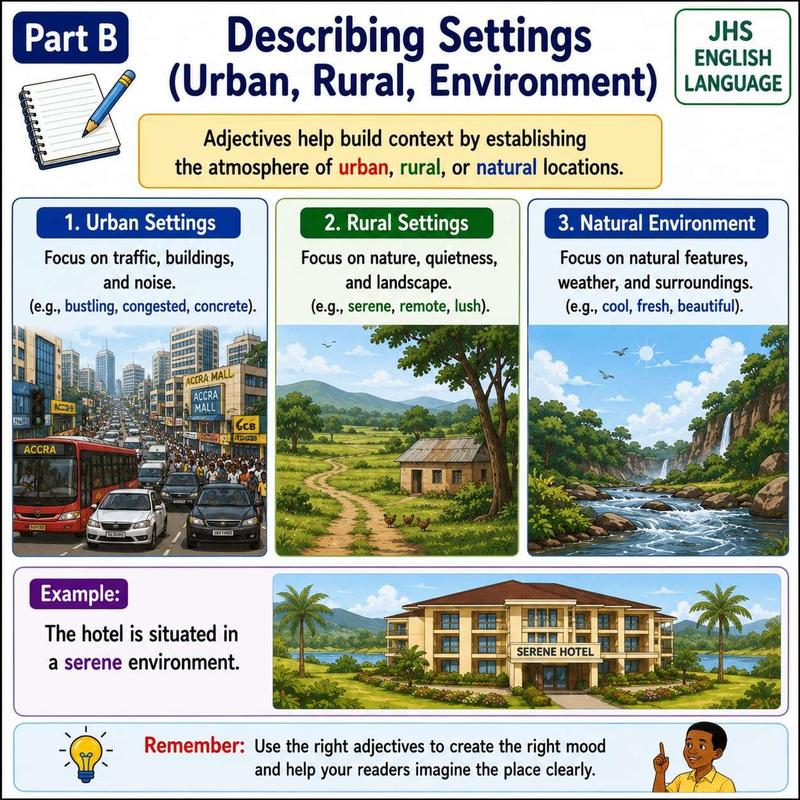 Part B
Describing Settings
(Urban, Rural, Environment)
JHS
ENGLISH
LANGUAGE
Adjectives help build context by establishing
the atmosphere of urban, rural, or natural locations.
1. Urban Settings
Focus on traffic, buildings,
and noise.
(e.g., bustling, congested, concrete).
ACCRA MALL
ACCRA
MALL
GCB
ACCRA
2. Rural Settings
Focus on nature, quietness,
and landscape.
(e.g., serene, remote, lush).
3. Natural Environment
Focus on natural features,
weather, and surroundings.
(e.g., cool, fresh, beautiful).
Example:
The hotel is situated in
a serene environment.
SERENE HOTEL
Remember: Use the right adjectives to create the right mood
and help your readers imagine the place clearly.